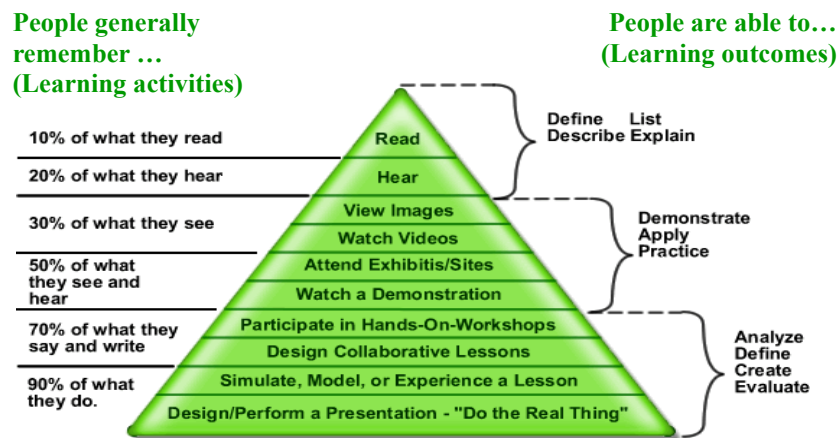 People generally
remember …
(Learning activities)
People are able to…
(Learning outcomes)
10% of what they read
20% of what they hear
30% of what they see
50% of what
they see and
hear
70% of what they
say and write
90% of what
they do.
Read
Hear
View Images
Watch Videos
Attend Exhibitis/Sites
Watch a Demonstration
Participate in Hands-On-Workshops
Design Collaborative Lessons
Simulate, Model, or Experience a Lesson
Design/Perform a Presentation - "Do the Real Thing"
Define List
Describe Explain
Demonstrate
Apply
Practice
Analyze
Define
Create
Evaluate